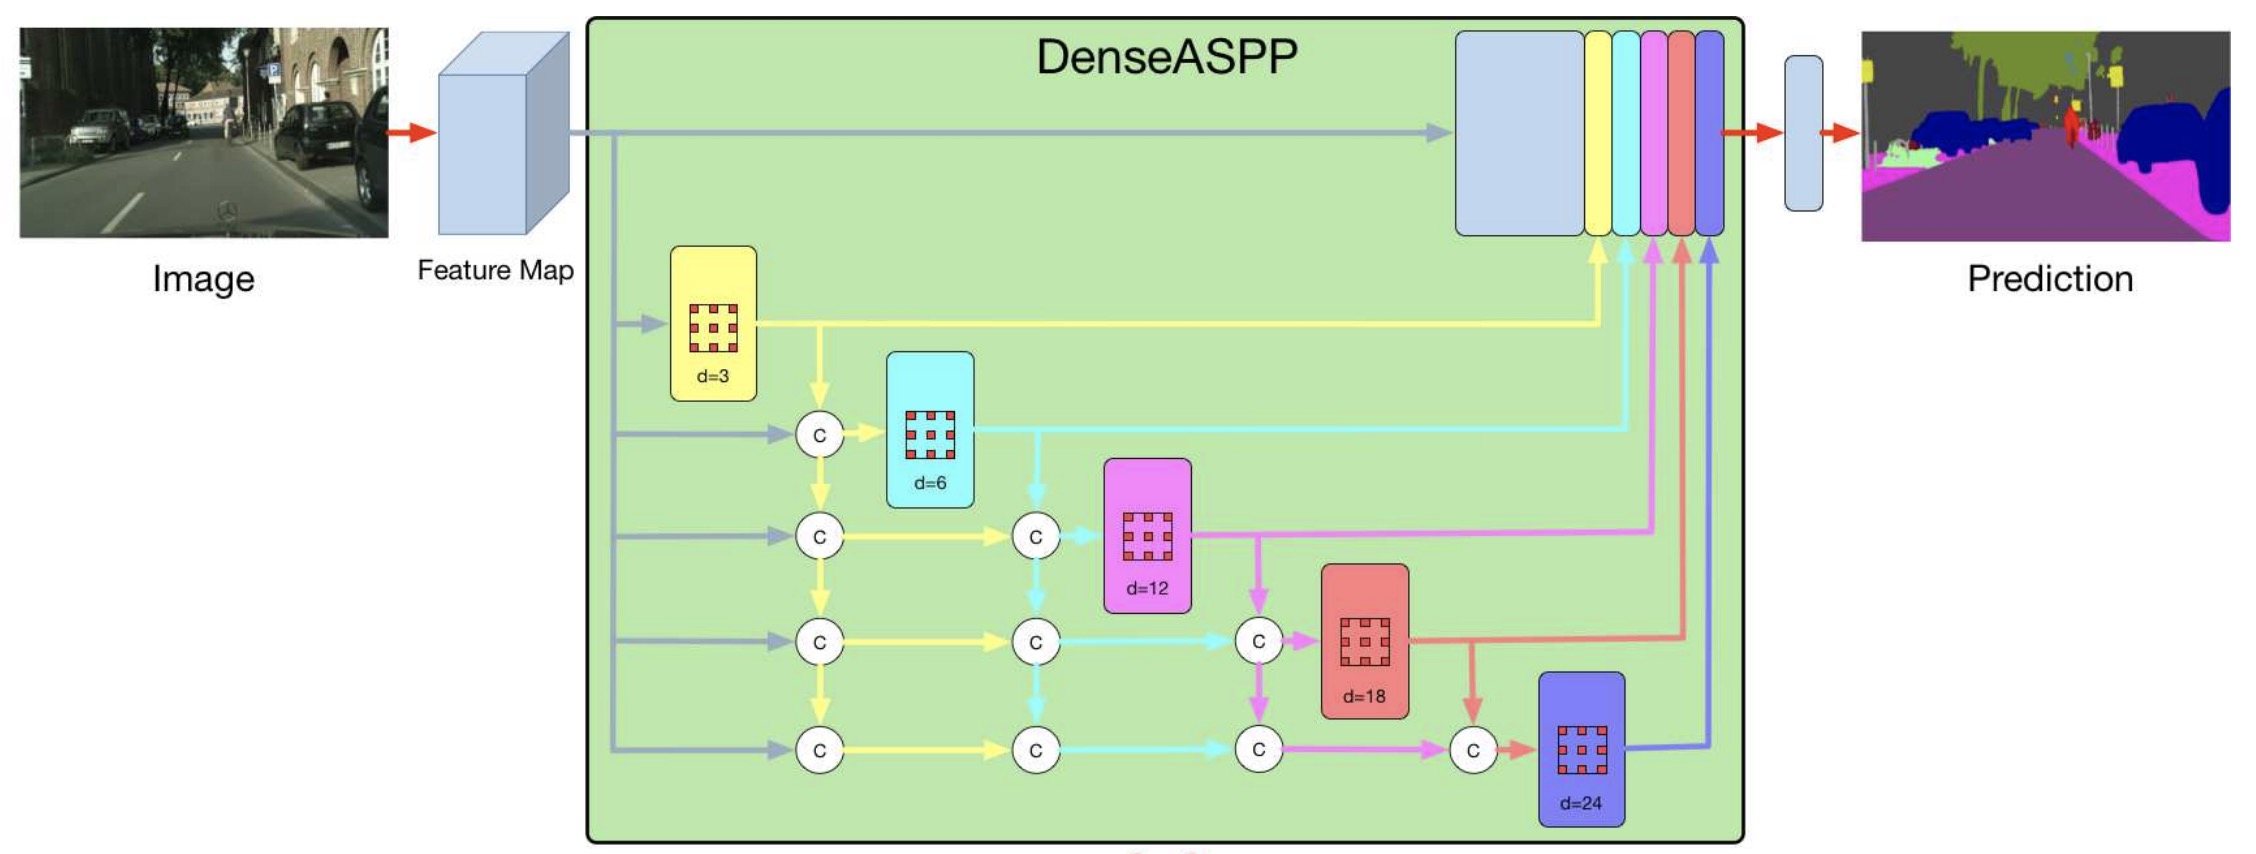 DenseASPP
Image
Feature Map
Prediction
d=3
C
d=6
C
C
d=12
C
C
C
d=18
C
C
C
C
d=24
P